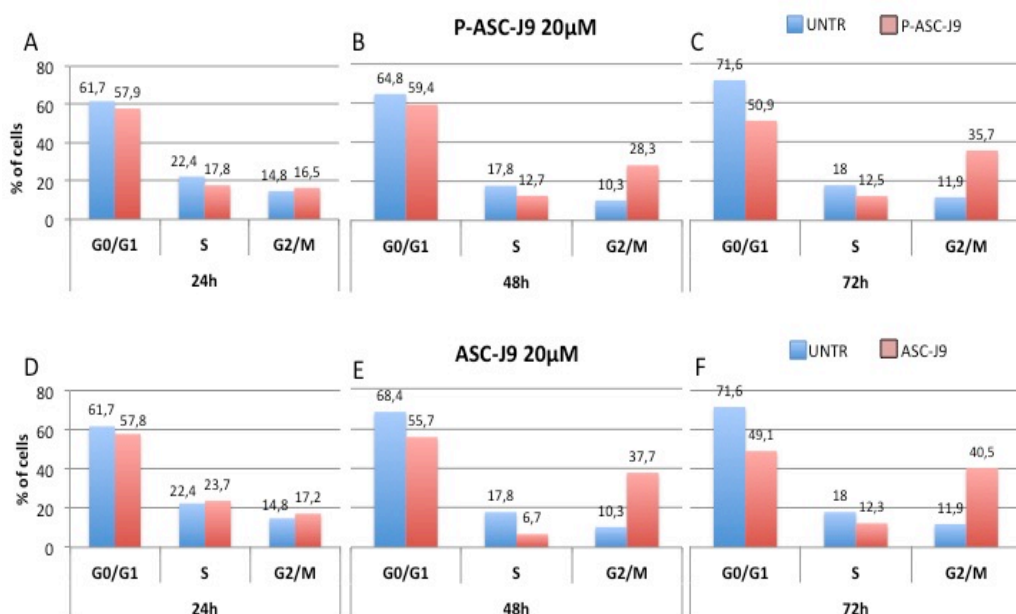 P-ASC-J9 20µM
UNTR P-ASC-J9
A B C
80
60
40
20
0
% of cells
61,7 57,9 22,4 17,8 14,8 16,5
64,8 59,4 17,8 12,7 10,3 28,3
71,6 50,9 18 12,5 11,9 35,7
G0/G1 S G2/M G0/G1 S G2/M G0/G1 S G2/M
24h 48h 72h
ASC-J9 20µM
UNTR ASC-J9
D E F
80
60
40
20
0
% of cells
61,7 57,8 22,4 23,7 14,8 17,2
68,4 55,7 17,8 6,7 10,3 37,7
71,6 49,1 18 12,3 11,9 40,5
G0/G1 S G2/M G0/G1 S G2/M G0/G1 S G2/M
24h 48h 72h